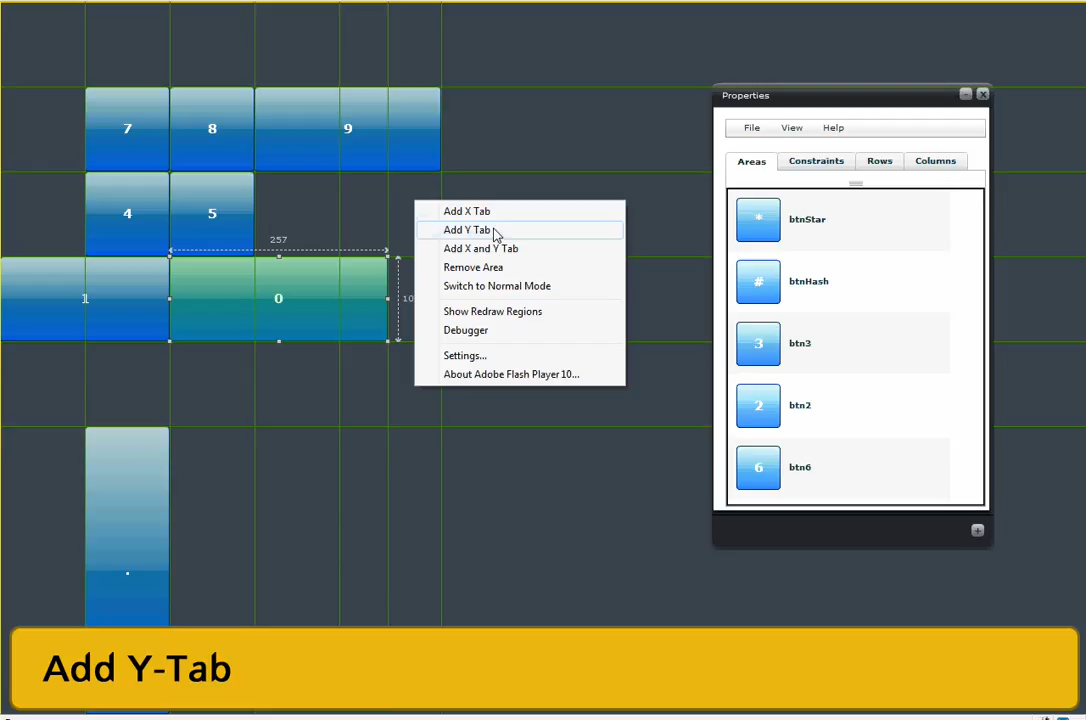 7
8
9
4
5
257
1
0
10
Add X Tab
Add Y Tab
Add X and Y Tab
Remove Area
Switch to Normal Mode
Show Redraw Regions
Debugger
Settings...
About Adobe Flash Player 10...
Properties
File View Help
Areas Constraints Rows Columns
* btnStar
# btnHash
3 btn3
2 btn2
6 btn6
.
Add Y-Tab